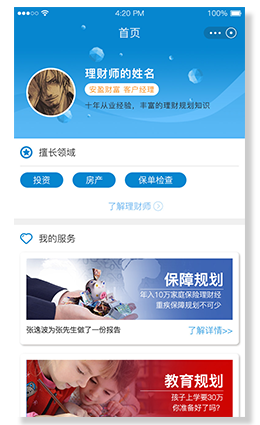 4:20 PM
100%
首页
理财师的姓名
安盈财富 客户经理
十年从业经验，丰富的理财规划知识
擅长领域
投资
房产
保单检查
了解理财师
我的服务
保障规划
年入10万家庭保险理财经
重疾保障规划不可少
张逸波为张先生做了一份报告
了解详情>>
教育规划
孩子上学要30万
你准备好了吗?